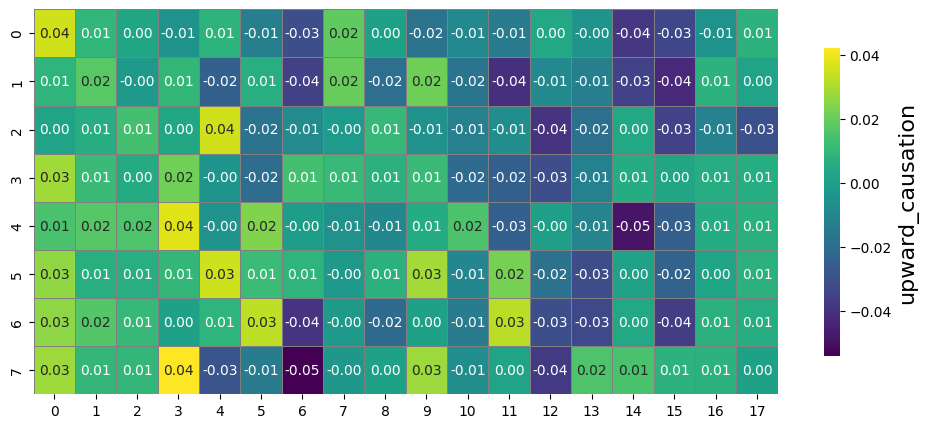 0 0.04 0.01 0.00 -0.01 0.01 -0.01 -0.03 0.02 0.00 -0.02 -0.01 -0.01 0.00 -0.00 -0.04 -0.03 -0.01 0.01
1 0.01 0.02 -0.00 0.01 -0.02 0.01 -0.04 0.02 -0.02 0.02 -0.02 -0.04 -0.01 -0.01 -0.03 -0.04 0.01 0.00
2 0.00 0.01 0.01 0.00 0.04 -0.02 -0.01 -0.00 0.01 -0.01 -0.01 -0.01 -0.04 -0.02 0.00 -0.03 -0.01 -0.03
3 0.03 0.01 0.00 0.02 -0.00 -0.02 0.01 0.01 0.01 0.01 -0.02 -0.02 -0.03 -0.01 0.01 0.00 0.01 0.01
4 0.01 0.02 0.02 0.04 -0.00 0.02 -0.00 -0.01 -0.01 0.01 0.02 -0.03 -0.00 -0.01 -0.05 -0.03 0.01 0.01
5 0.03 0.01 0.01 0.00 0.03 0.01 0.01 -0.00 0.01 0.03 -0.01 0.02 -0.02 -0.03 0.00 -0.02 0.00 0.01
6 0.03 0.02 0.01 0.00 0.01 0.03 -0.04 -0.00 -0.02 0.00 -0.01 0.03 -0.03 -0.03 0.00 -0.04 0.01 0.01
7 0.03 0.01 0.01 0.04 -0.03 -0.01 -0.05 -0.00 0.00 0.03 -0.01 0.00 -0.04 0.02 0.01 0.01 0.01 0.00
0 1 2 3 4 5 6 7 8 9 10 11 12 13 14 15 16 17
0.04
0.02
0.00
−0.02
−0.04
upward_causation